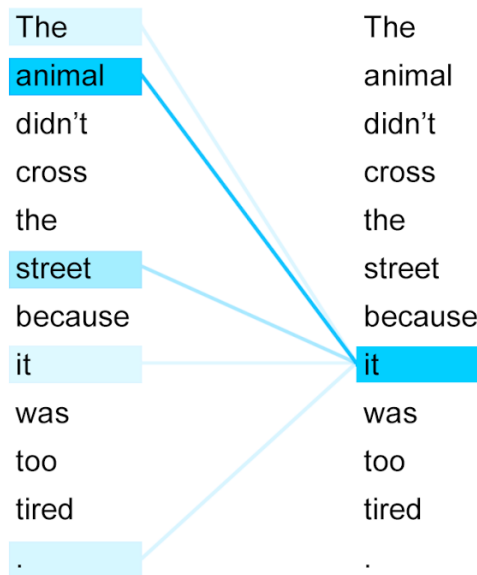 The
animal
didn’t
cross
the
street
because
it
was
too
tired
.
The
animal
didn’t
cross
the
street
because
it
was
too
tired
.